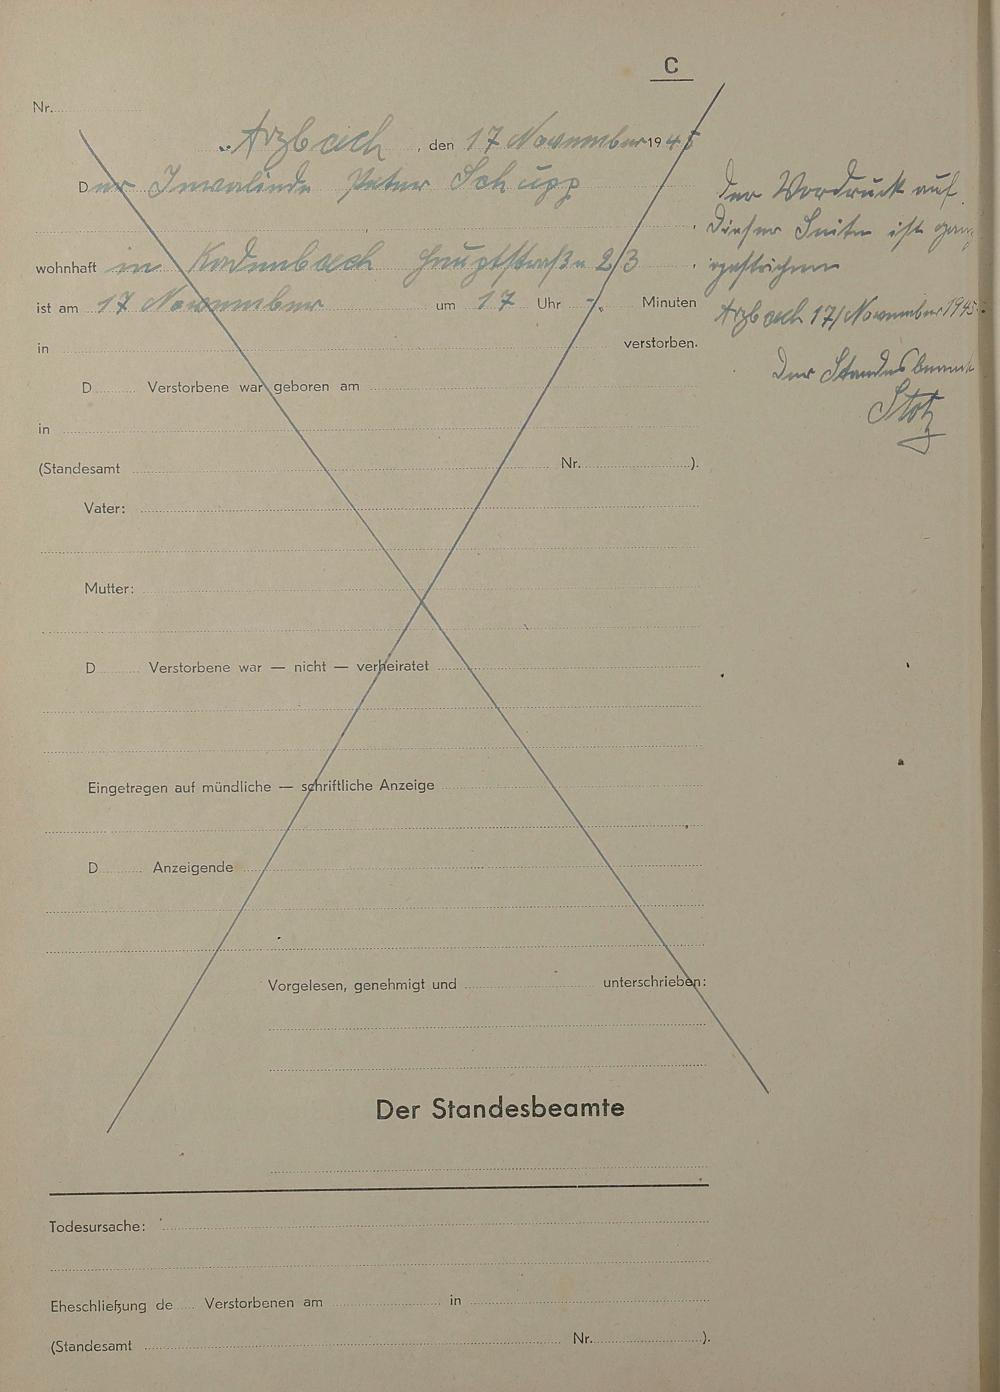 C
Nr.
Arzbach, den 17 November 1945
Der Invalide Peter Schupp
wohnhaft in Kadenbach Hauptstraße 2/3
ist am 17 November um 17 Uhr -,. Minuten
in verstorben.
D Verstorbene war geboren am
in
(Standesamt Nr. ).
Vater:
Mutter:
D Verstorbene war — nicht — verheiratet
Eingetragen auf mündliche — schriftliche Anzeige
D Anzeigende
Vorgelesen, genehmigt und unterschrieben:
Der Standesbeamte
Todesursache:
Eheschließung de Verstorbenen am in
(Standesamt Nr. ).
Der Vordruck auf
dieser Seite ist
gestrichen
Arzbach 17/November 1945
Der Standesbeamte
Stotz